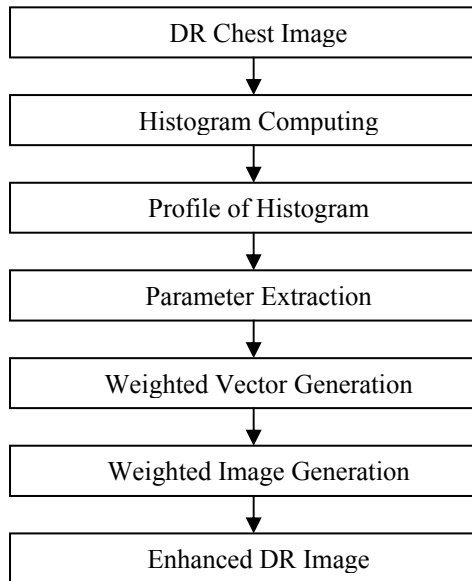 DR Chest Image
Histogram Computing
Profile of Histogram
Parameter Extraction
Weighted Vector Generation
Weighted Image Generation
Enhanced DR Image